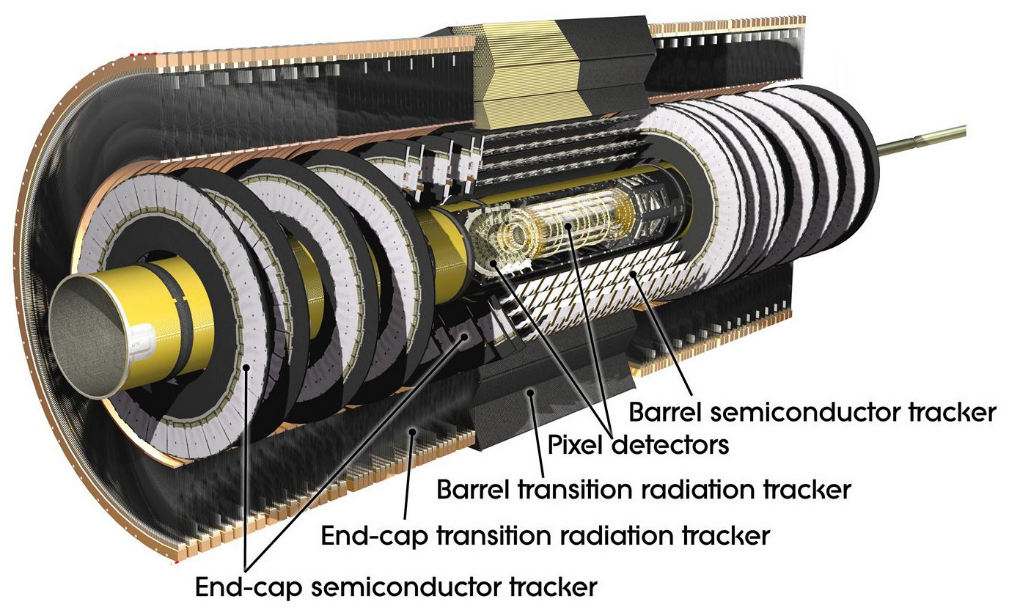 Barrel semiconductor tracker
Pixel detectors
Barrel transition radiation tracker
End-cap transition radiation tracker
End-cap semiconductor tracker